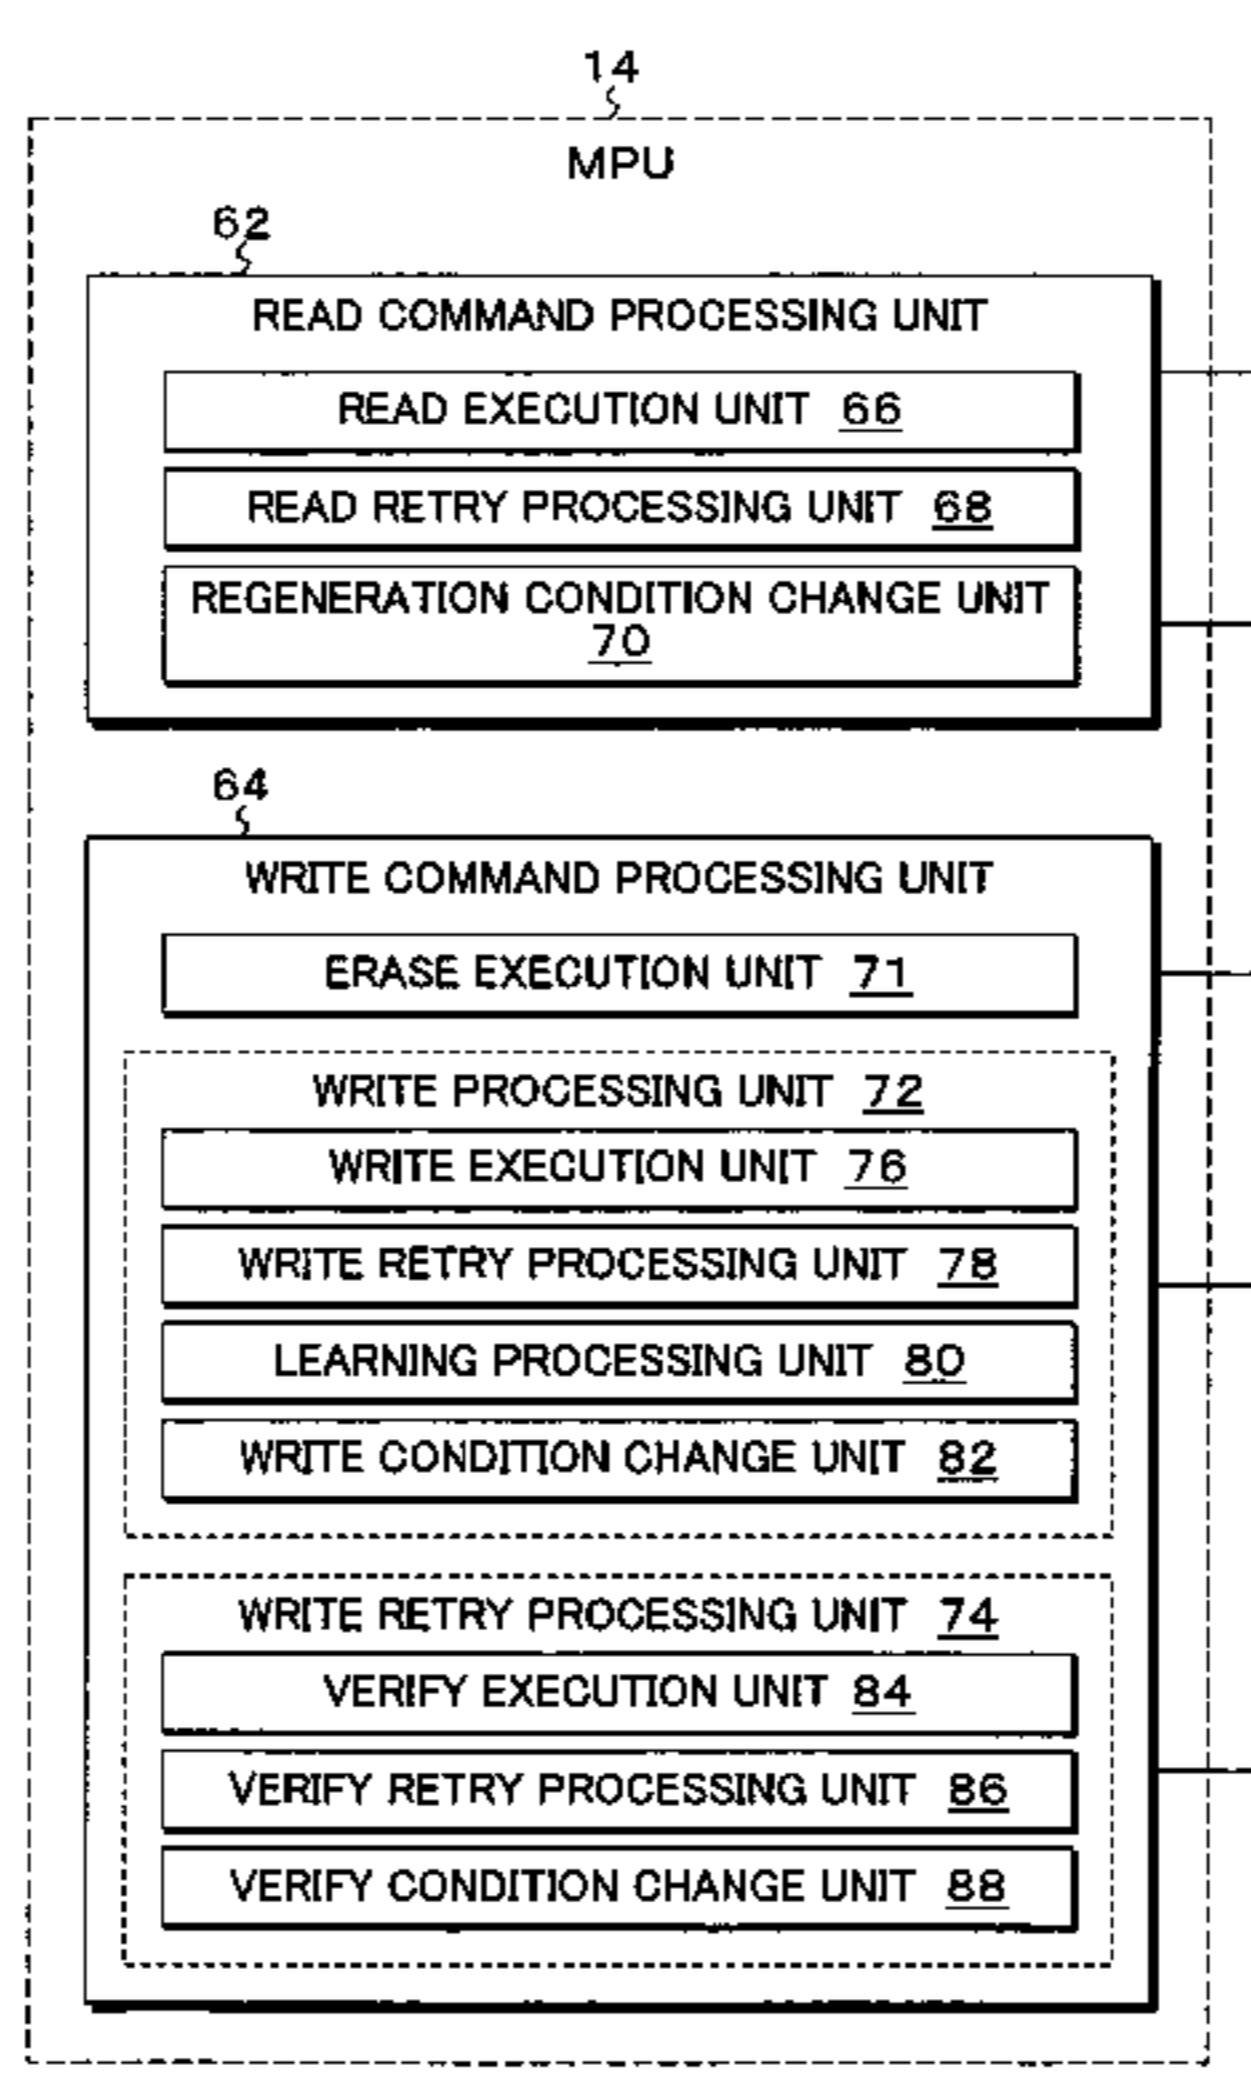 14
MPU
62
READ COMMAND PROCESSING UNIT
READ EXECUTION UNIT 66
READ RETRY PROCESSING UNIT 68
REGENERATION CONDITION CHANGE UNIT
70
64
WRITE COMMAND PROCESSING UNIT
ERASE EXECUTION UNIT 71
WRITE PROCESSING UNIT 72
WRITE EXECUTION UNIT 76
WRITE RETRY PROCESSING UNIT 78
LEARNING PROCESSING UNIT 80
WRITE CONDITION CHANGE UNIT 82
WRITE RETRY PROCESSING UNIT 74
VERIFY EXECUTION UNIT 84
VERIFY RETRY PROCESSING UNIT 86
VERIFY CONDITION CHANGE UNIT 88